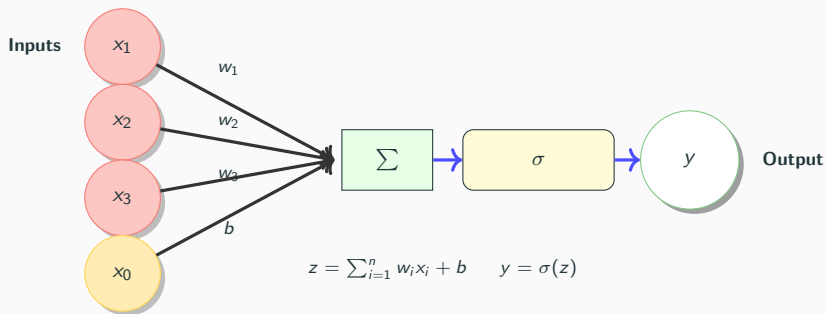 Inputs
x₁
x₂
x₃
x₀
w₁
w₂
w₃
b
∑
σ
y
Output
z = ∑ⁿᵢ₌₁ wᵢxᵢ + b   y = σ(z)